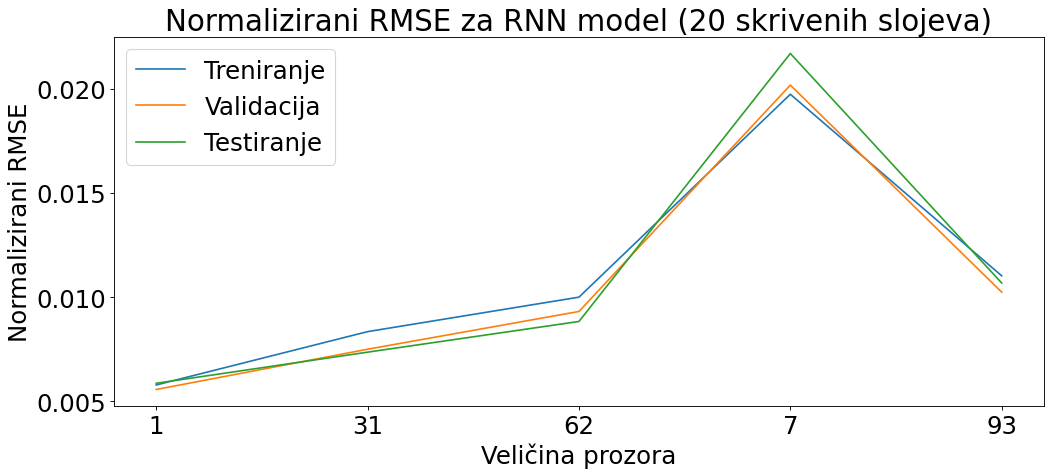 Normalizirani RMSE za RNN model (20 skrivenih slojeva)
Treniranje
Validacija
Testiranje
Normalizirani RMSE
0.020
0.015
0.010
0.005
1 31 62 7 93
Veličina prozora